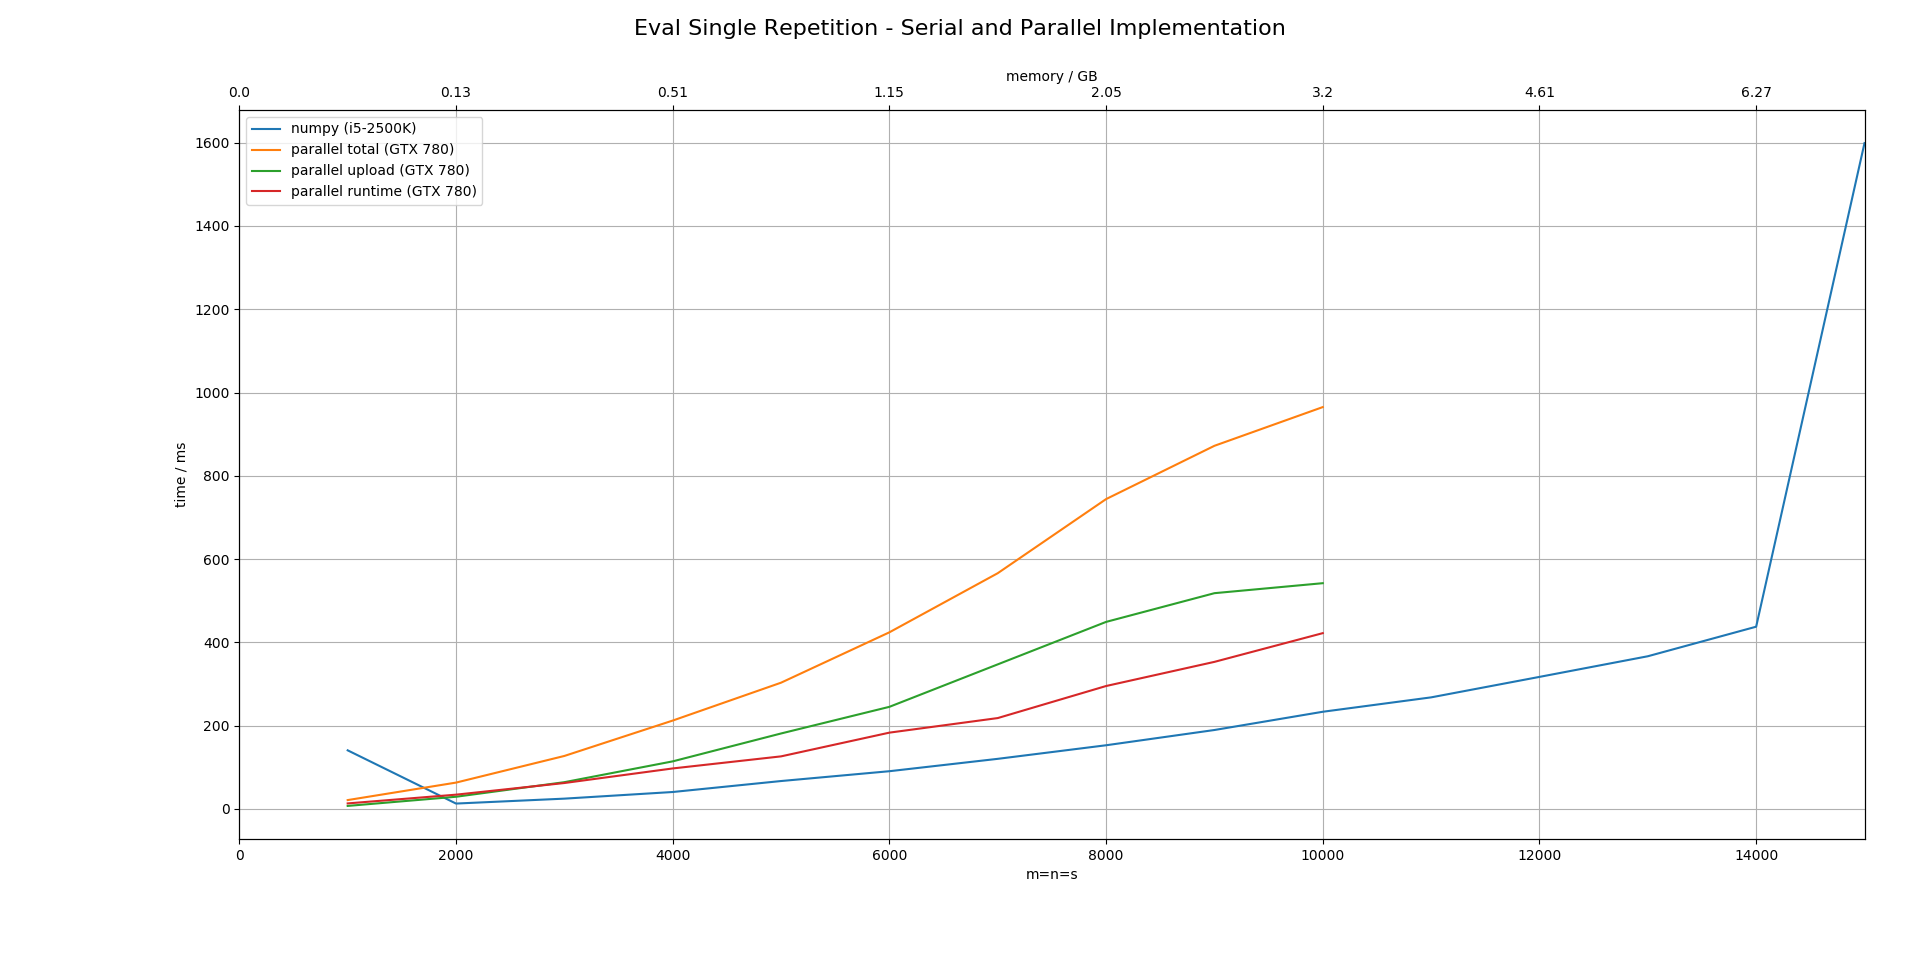 Eval Single Repetition - Serial and Parallel Implementation
memory / GB
0.0 0.13 0.51 1.15 2.05 3.2 4.61 6.27
numpy (i5-2500K)
parallel total (GTX 780)
parallel upload (GTX 780)
parallel runtime (GTX 780)
1600
1400
1200
1000
800
600
400
200
0
time / ms
0 2000 4000 6000 8000 10000 12000 14000
m=n=s